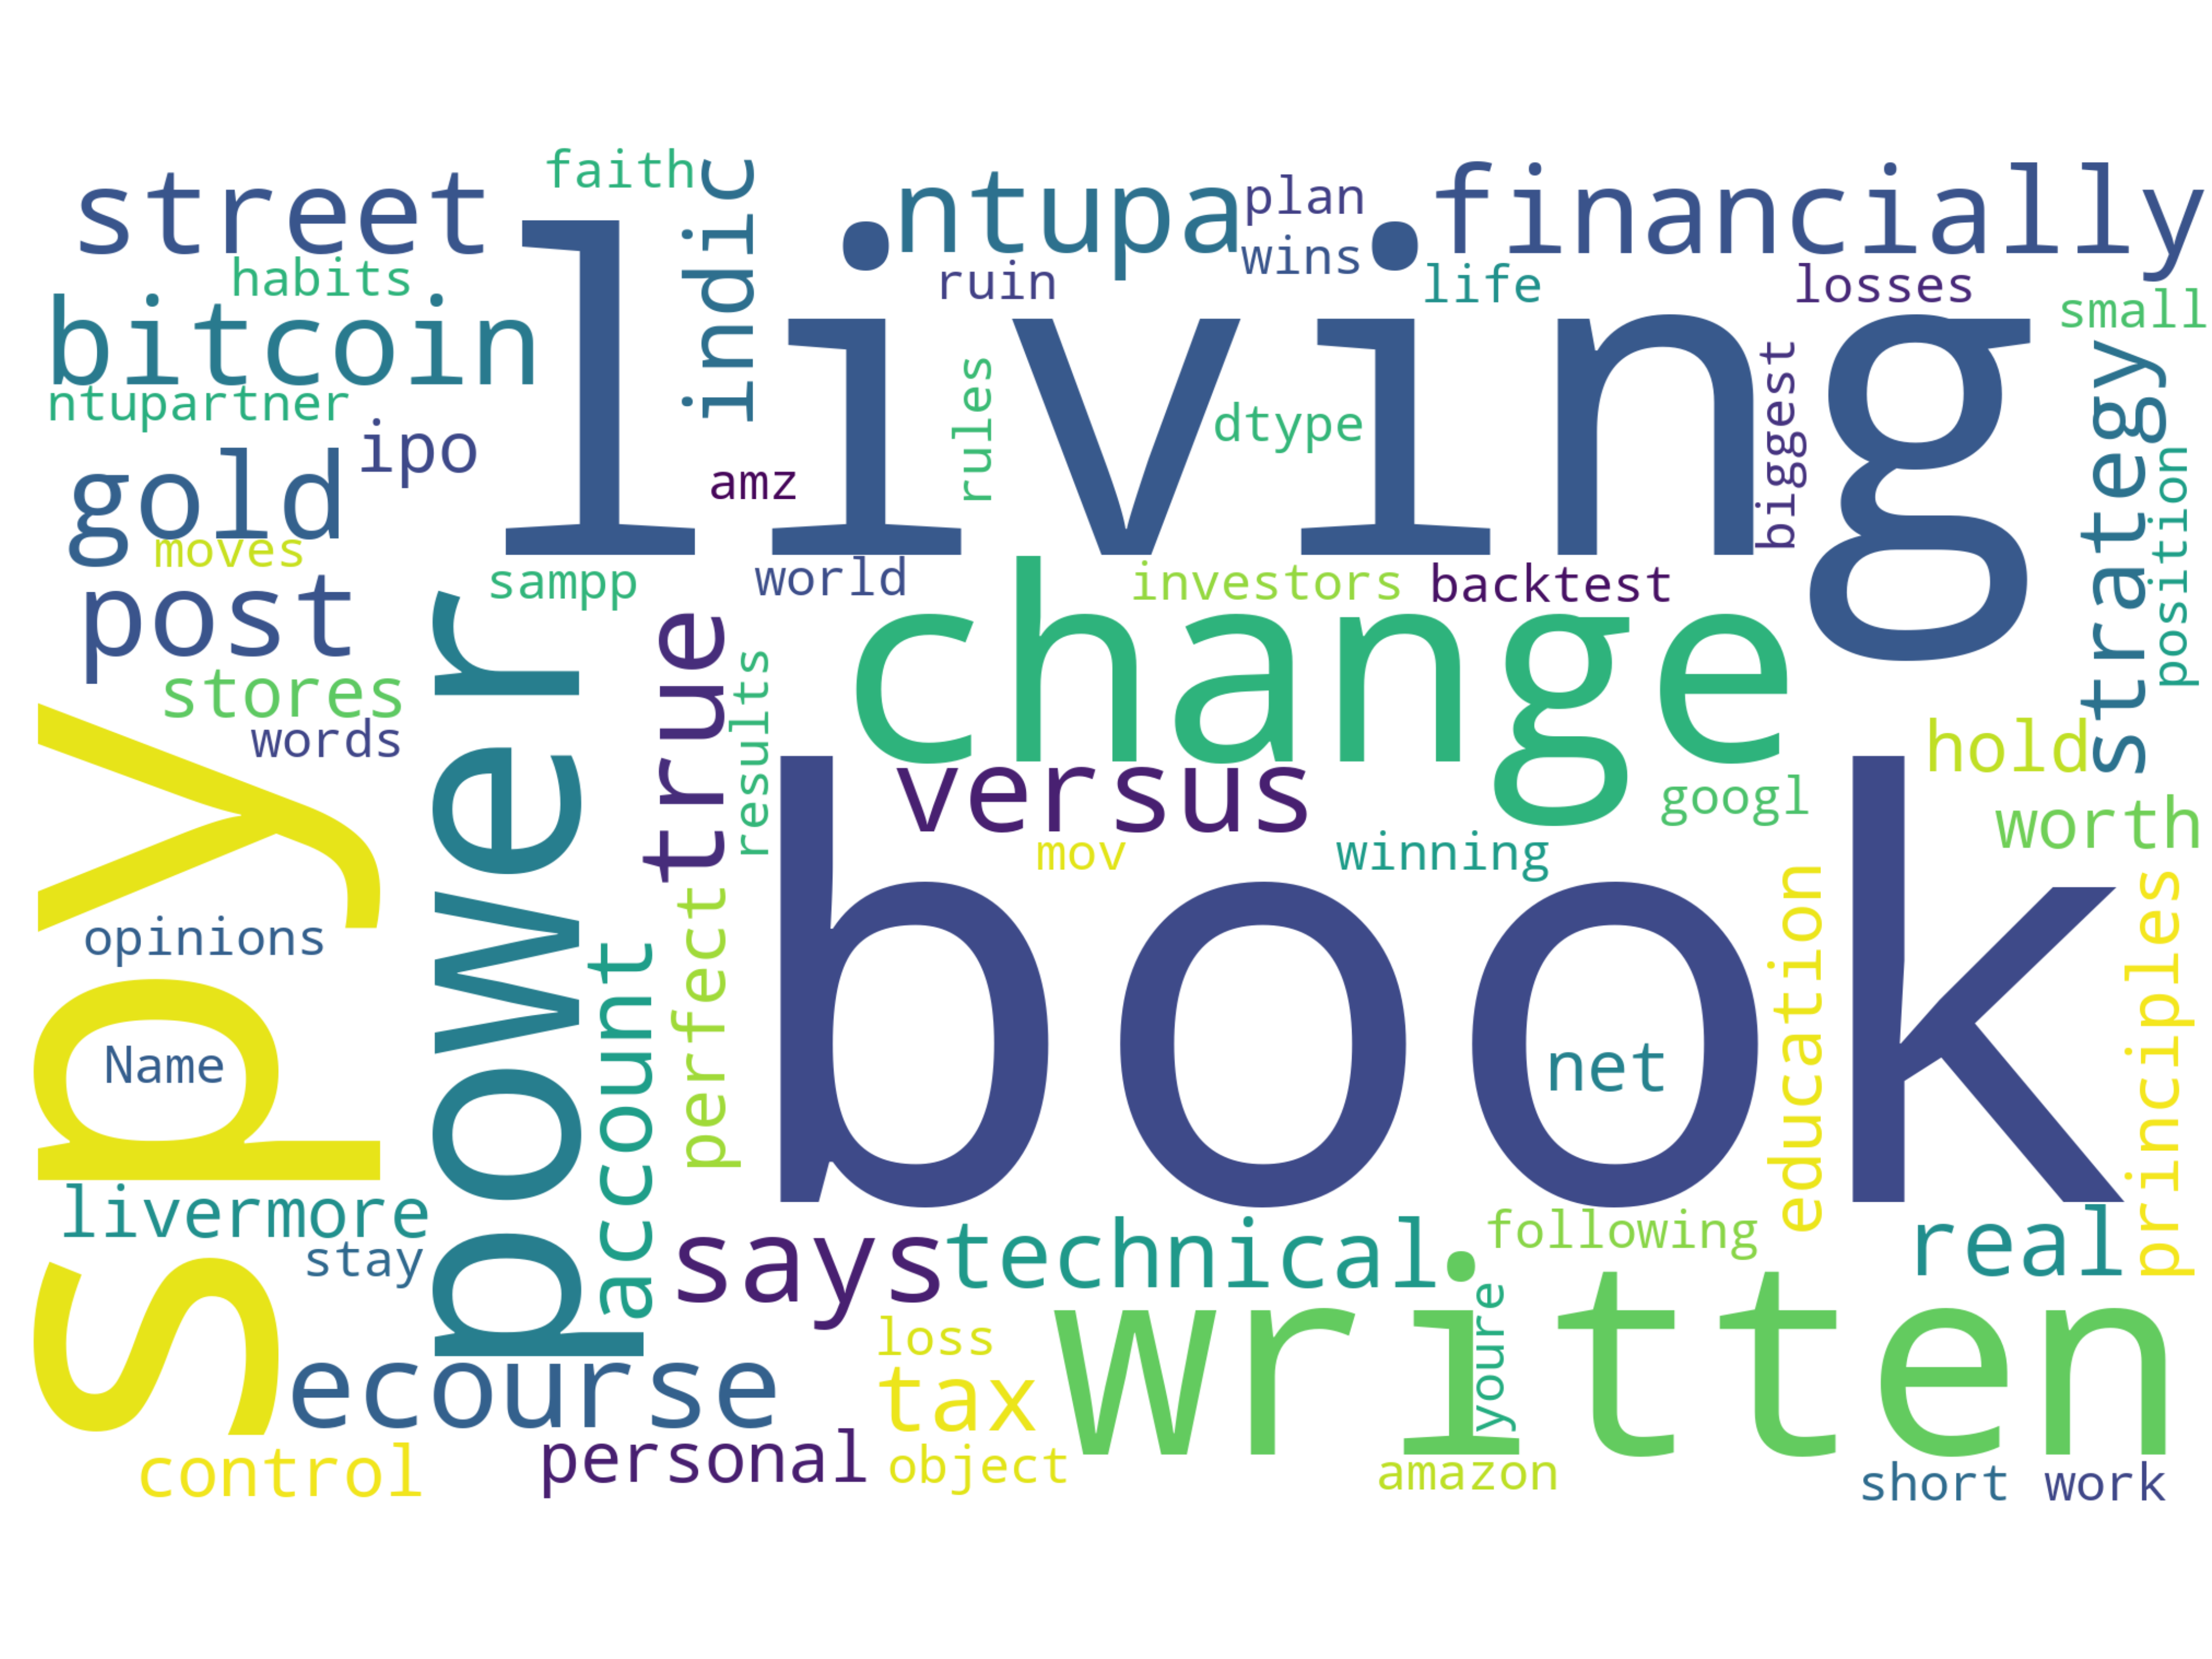 faith
street
indic
ntupa
plan
financially
wins
habits
ruin
life
losses
small
bitcoin
living
ntupartner
rules
dtype
biggest
strategy
ipo
gold
amz
position
moves
sampp
world
investors
backtest
post
power
true
change
stores
results
words
hold
spy
versus
googl
worth
mov
winning
book
opinions
account
perfect
education
principles
Name
net
livermore
stay
says
technical
following
real
written
youre
loss
ecourse
tax
control
personal
object
amazon
short
work